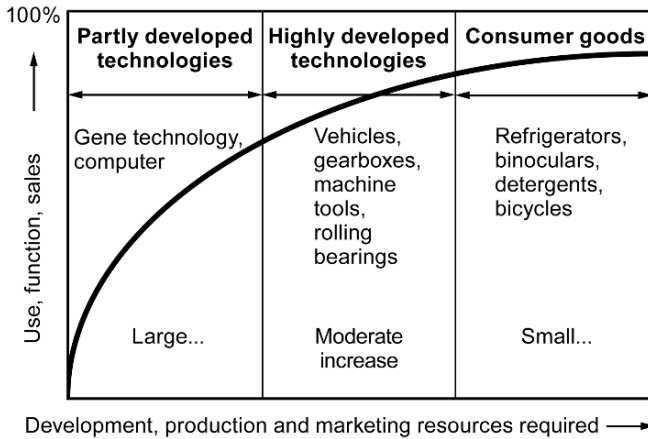 100%
Partly developed
technologies
Highly developed
technologies
Consumer goods
Gene technology,
computer
Vehicles,
gearboxes,
machine
tools,
rolling
bearings
Refrigerators,
binoculars,
detergents,
bicycles
Large...
Moderate
increase
Small...
Use, function, sales
Development, production and marketing resources required